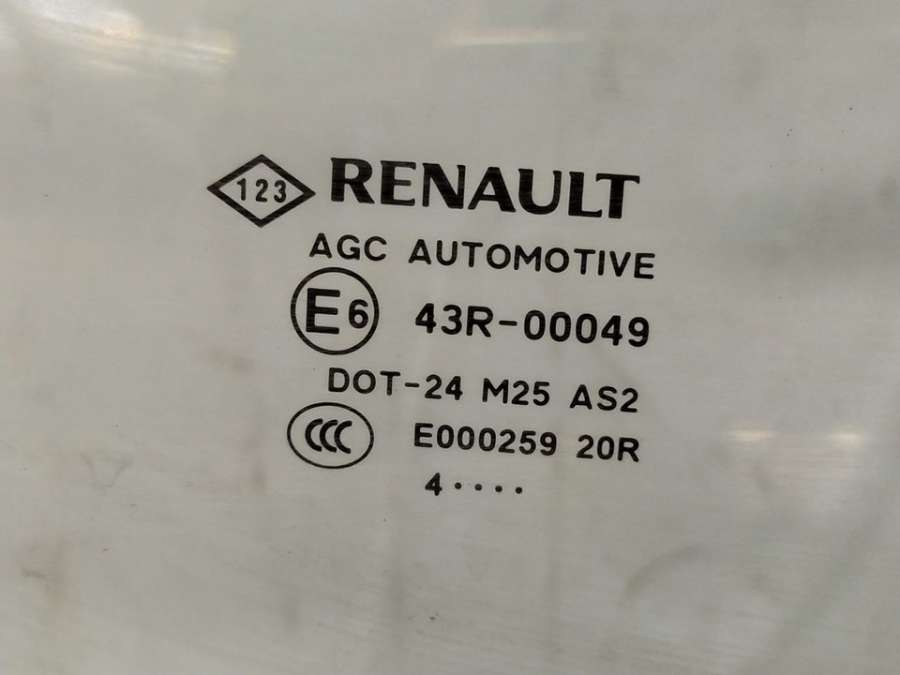 123 RENAULT
AGC AUTOMOTIVE
E6 43R-00049
DOT-24 M25 AS2
CCC E000259 20R
4 ····